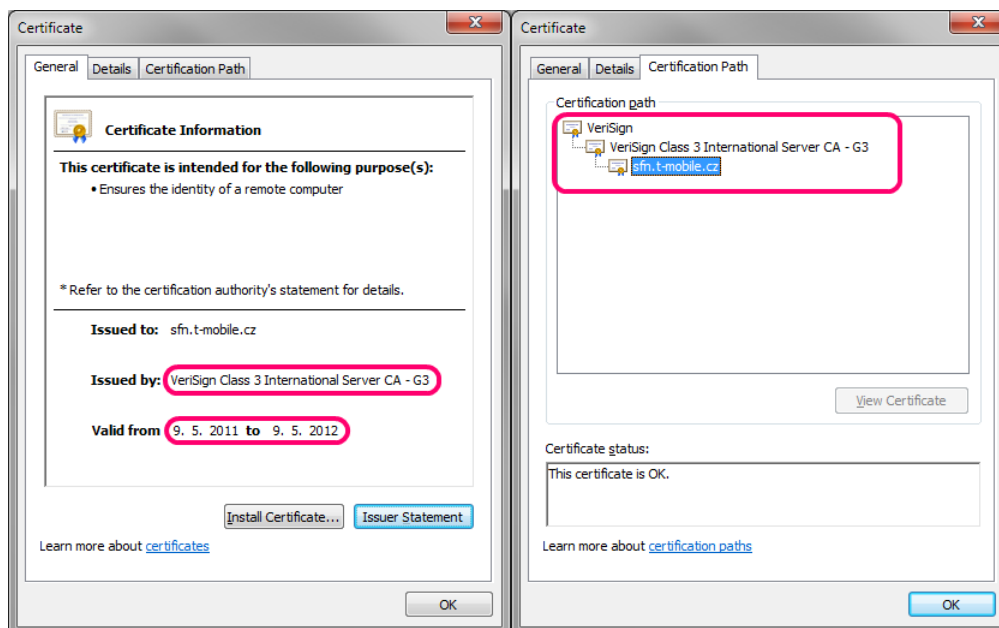 Certificate
General Details Certification Path
Certificate Information
This certificate is intended for the following purpose(s):
• Ensures the identity of a remote computer
* Refer to the certification authority's statement for details.
Issued to: sfn.t-mobile.cz
Issued by: VeriSign Class 3 International Server CA - G3
Valid from 9. 5. 2011 to 9. 5. 2012
Install Certificate... Issuer Statement
Learn more about certificates
OK
Certificate
General Details Certification Path
Certification path
VeriSign
VeriSign Class 3 International Server CA - G3
sfn.t-mobile.cz
View Certificate
Certificate status:
This certificate is OK.
Learn more about certification paths
OK